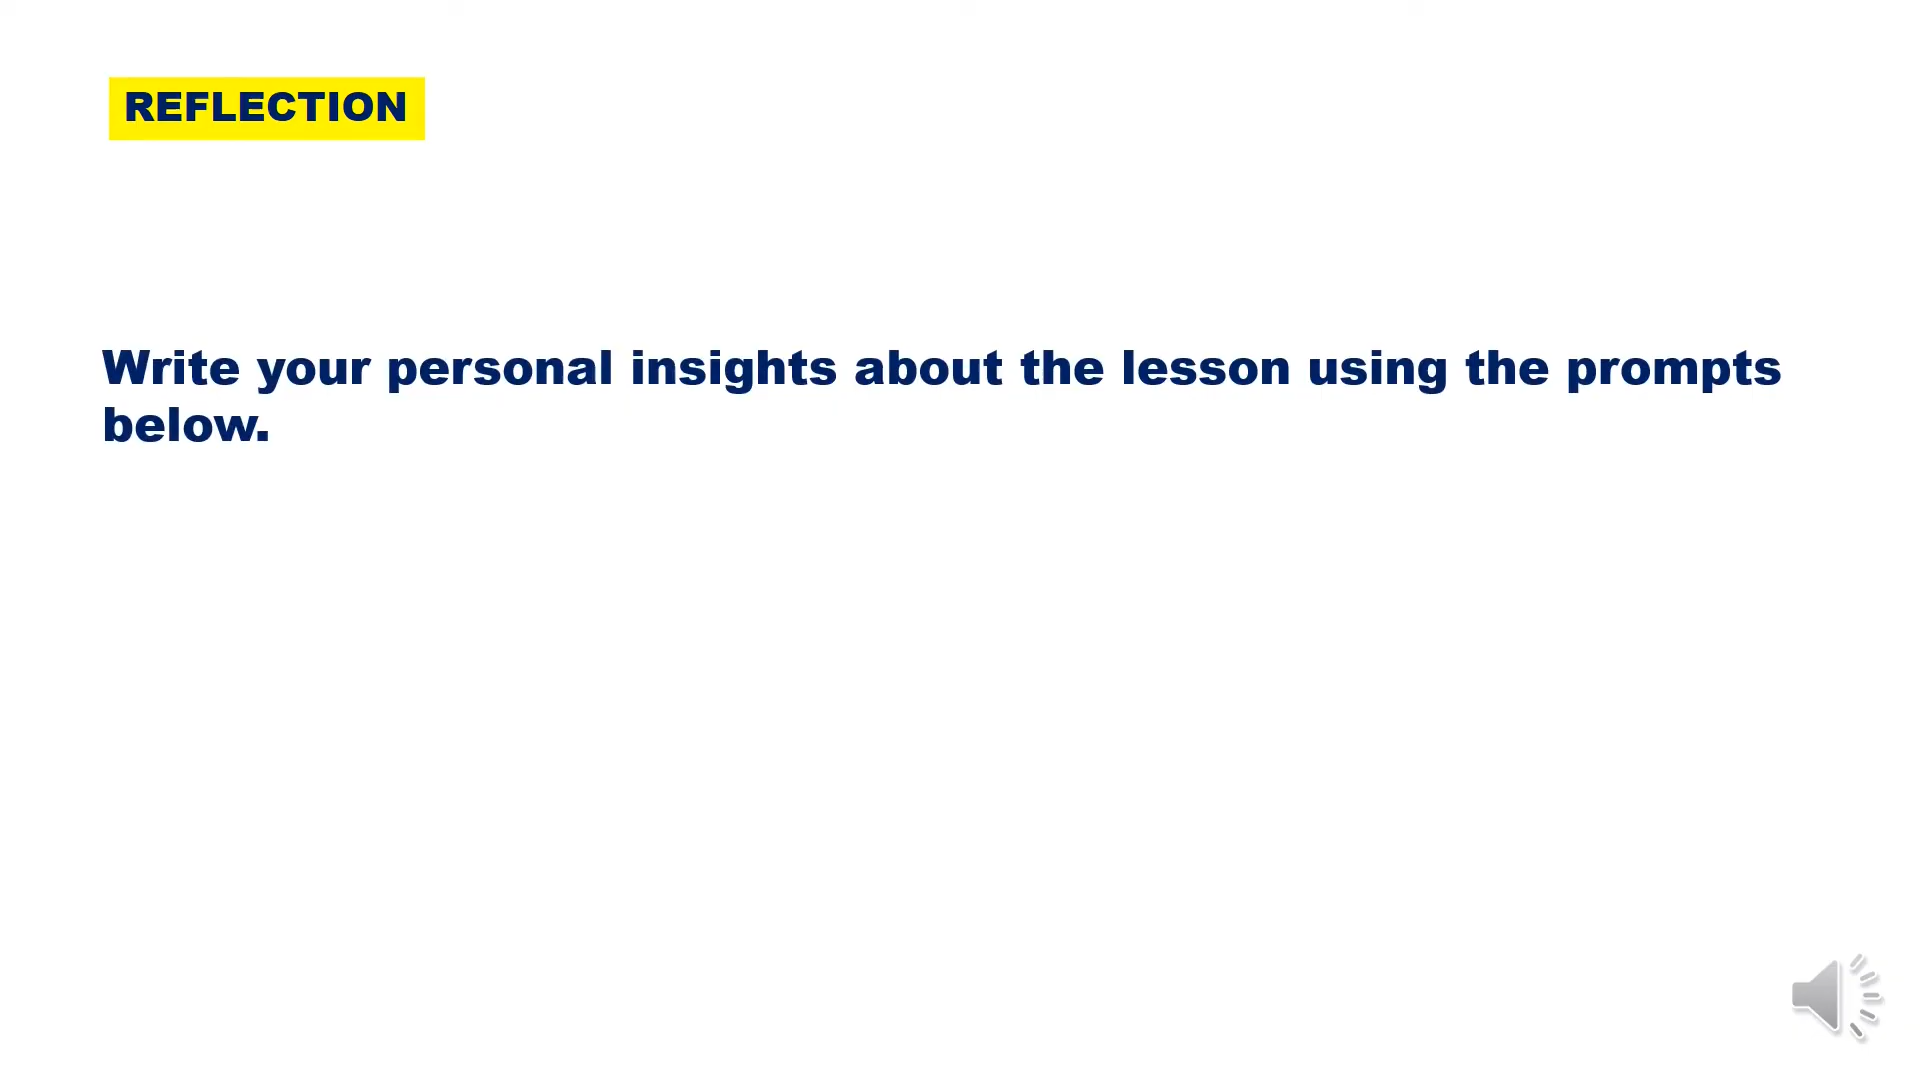 REFLECTION
Write your personal insights about the lesson using the prompts
below.